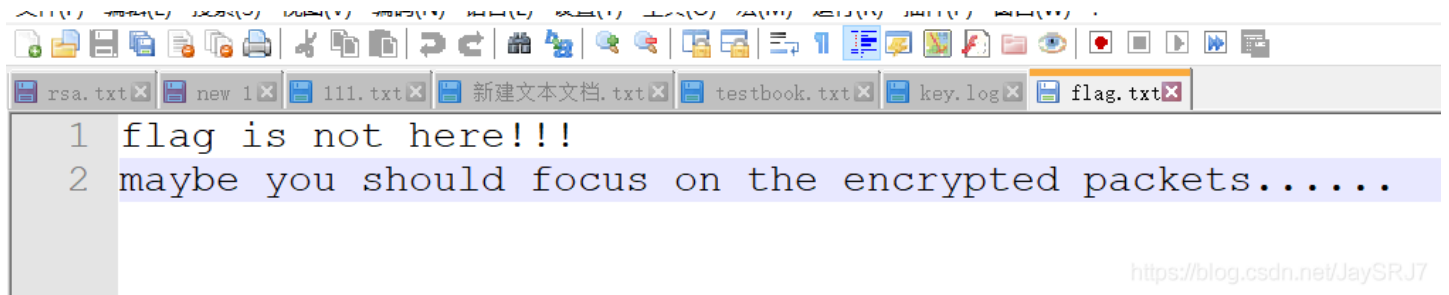 rsa.txt new 1 111.txt 新建文本文档.txt testbook.txt key.log flag.txt
1 flag is not here!!!
2 maybe you should focus on the encrypted packets......
https://blog.csdn.net/JaySRJ7